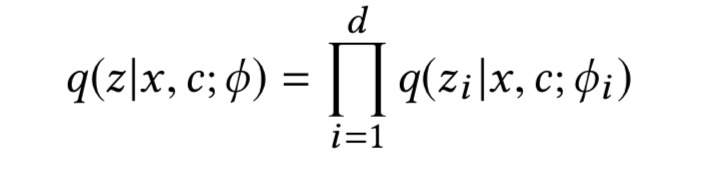 q(z|x, c; ϕ) = ∏_{i=1}^{d} q(z_i|x, c; ϕ_i)